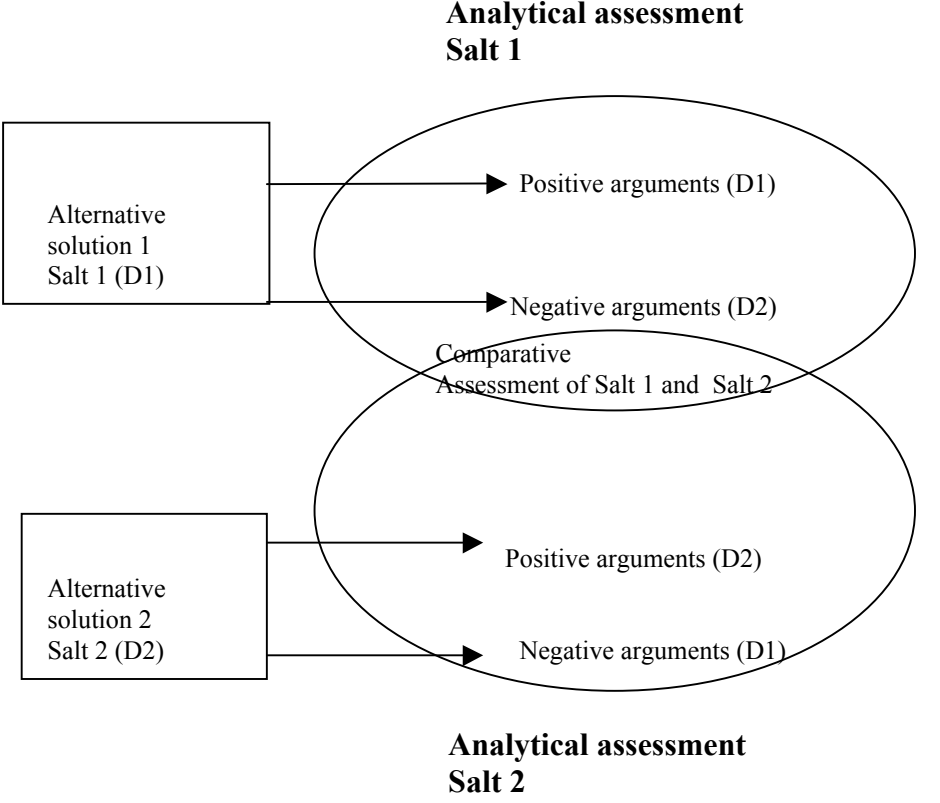 Analytical assessment
Salt 1
Alternative
solution 1
Salt 1 (D1)
Positive arguments (D1)
Negative arguments (D2)
Comparative
Assessment of Salt 1 and  Salt 2
Alternative
solution 2
Salt 2 (D2)
Positive arguments (D2)
Negative arguments (D1)
Analytical assessment
Salt 2